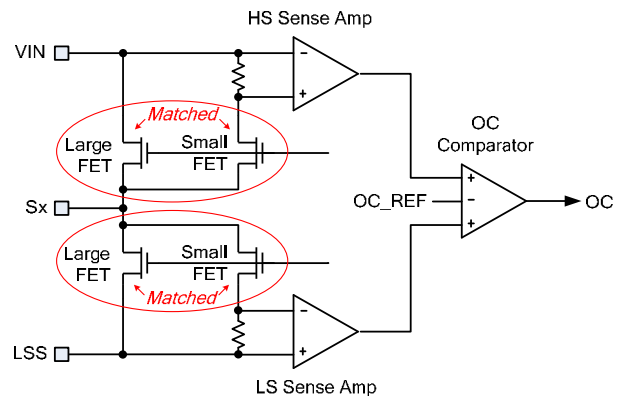 HS Sense Amp
VIN
−
+
Matched
Large
FET
Small
FET
OC
Comparator
Sx
OC_REF
+
−
+
OC
Large
FET
Small
FET
Matched
−
+
LSS
LS Sense Amp